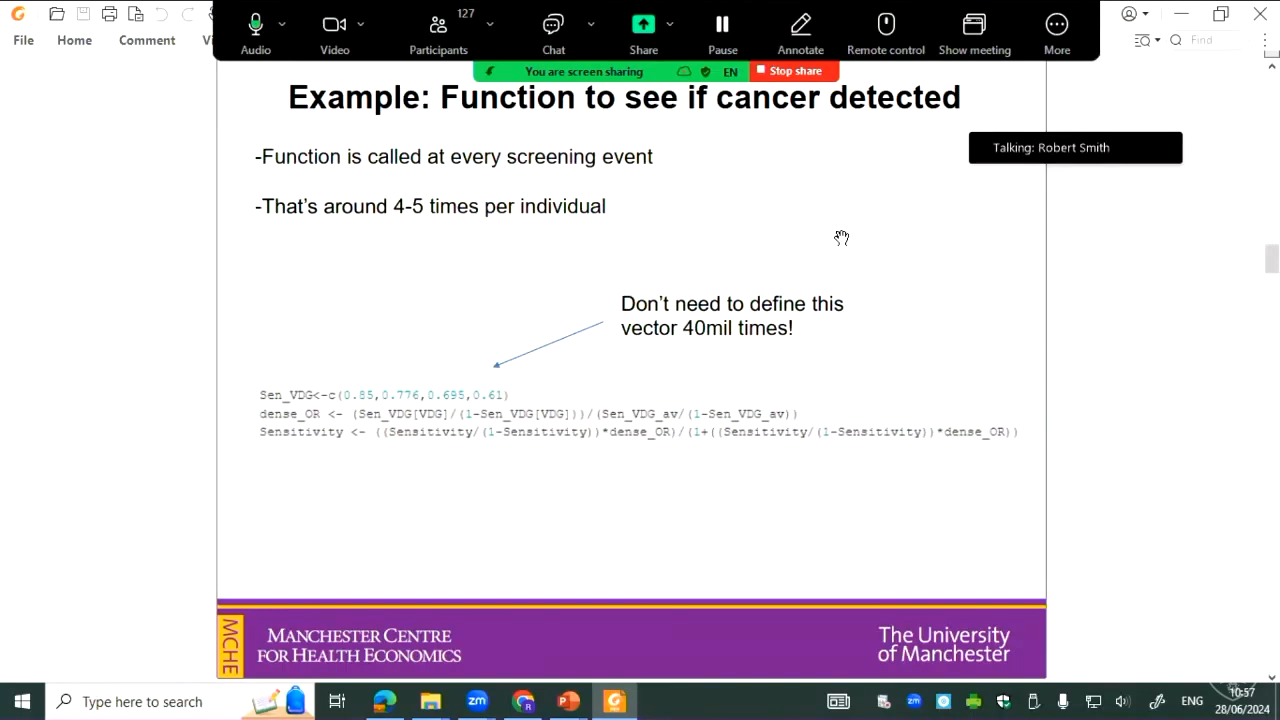 127
Audio
Video
Participants
Chat
Share
Pause
Annotate
Remote control
Show meeting
More
File
Home
Comment
Find
You are screen sharing
EN
Stop share
Example: Function to see if cancer detected
Talking: Robert Smith
-Function is called at every screening event
-That's around 4-5 times per individual
Don't need to define this
vector 40mil times!
Sen_VDG<-c(0.85,0.776,0.695,0.61)
dense_OR <- (Sen_VDG[VDG]/(1-Sen_VDG[VDG]))/(Sen_VDG_av/(1-Sen_VDG_av))
Sensitivity <- ((Sensitivity/(1-Sensitivity))*dense_OR)/(1+((Sensitivity/(1-Sensitivity))*dense_OR))
MCHE
MANCHESTER CENTRE
FOR HEALTH ECONOMICS
The University
of Manchester
Type here to search
zm
zm
ENG
10:57
28/06/2024